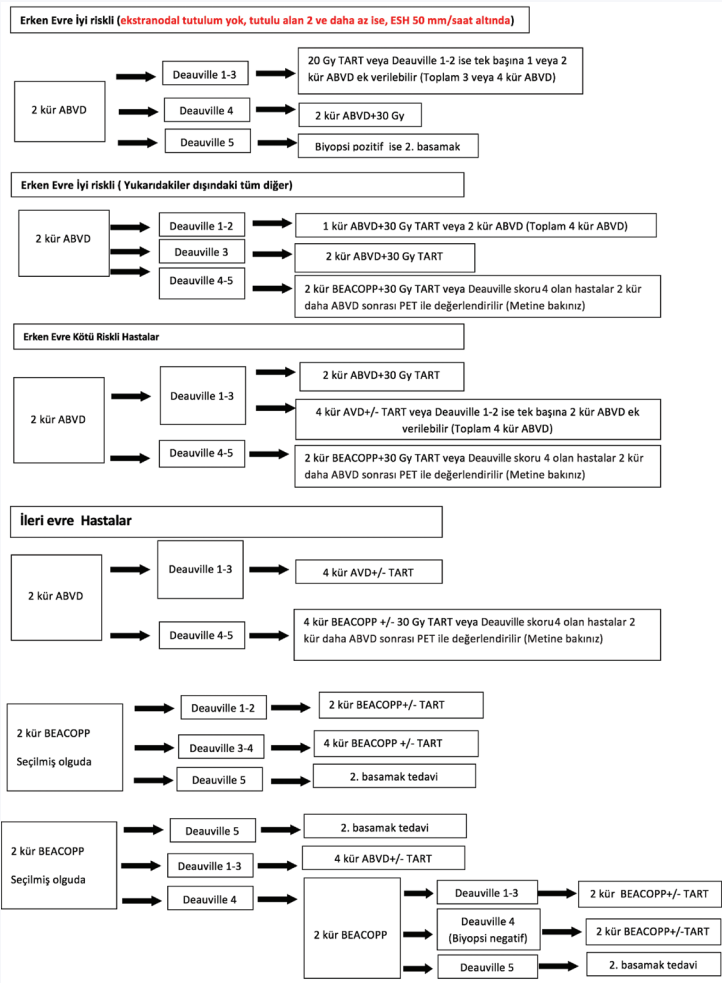 Erken Evre İyi riskli (ekstranodal tutulum yok, tutulu alan 2 ve daha az ise, ESH 50 mm/saat altında)
2 kür ABVD
Deauville 1-3
20 Gy TART veya Deauville 1-2 ise tek başına 1 veya 2
kür ABVD ek verilebilir (Toplam 3 veya 4 kür ABVD)
Deauville 4
2 kür ABVD+30 Gy
Deauville 5
Biyopsi pozitif ise 2. basamak
Erken Evre İyi riskli ( Yukarıdakiler dışındaki tüm diğer)
2 kür ABVD
Deauville 1-2
1 kür ABVD+30 Gy TART veya 2 kür ABVD (Toplam 4 kür ABVD)
Deauville 3
2 kür ABVD+30 Gy TART
Deauville 4-5
2 kür BEACOPP+30 Gy TART veya Deauville skoru 4 olan hastalar 2 kür
daha ABVD sonrası PET ile değerlendirilir (Metine bakınız)
Erken Evre Kötü Riskli Hastalar
2 kür ABVD
Deauville 1-3
2 kür ABVD+30 Gy TART
4 kür AVD+/- TART veya Deauville 1-2 ise tek başına 2 kür ABVD ek
verilebilir (Toplam 4 kür ABVD)
Deauville 4-5
2 kür BEACOPP+30 Gy TART veya Deauville skoru 4 olan hastalar 2 kür
daha ABVD sonrası PET ile değerlendirilir (Metine bakınız)
İleri evre Hastalar
2 kür ABVD
Deauville 1-3
4 kür AVD+/- TART
Deauville 4-5
4 kür BEACOPP +/- 30 Gy TART veya Deauville skoru 4 olan hastalar 2
kür daha ABVD sonrası PET ile değerlendirilir (Metine bakınız)
2 kür BEACOPP
Seçilmiş olguda
Deauville 1-2
2 kür BEACOPP+/- TART
Deauville 3-4
4 kür BEACOPP +/- TART
Deauville 5
2. basamak tedavi
2 kür BEACOPP
Seçilmiş olguda
Deauville 5
2. basamak tedavi
Deauville 1-3
4 kür ABVD+/- TART
Deauville 4
2 kür BEACOPP
Deauville 1-3
2 kür BEACOPP+/- TART
Deauville 4
(Biyopsi negatif)
2 kür BEACOPP+/-TART
Deauville 5
2. basamak tedavi